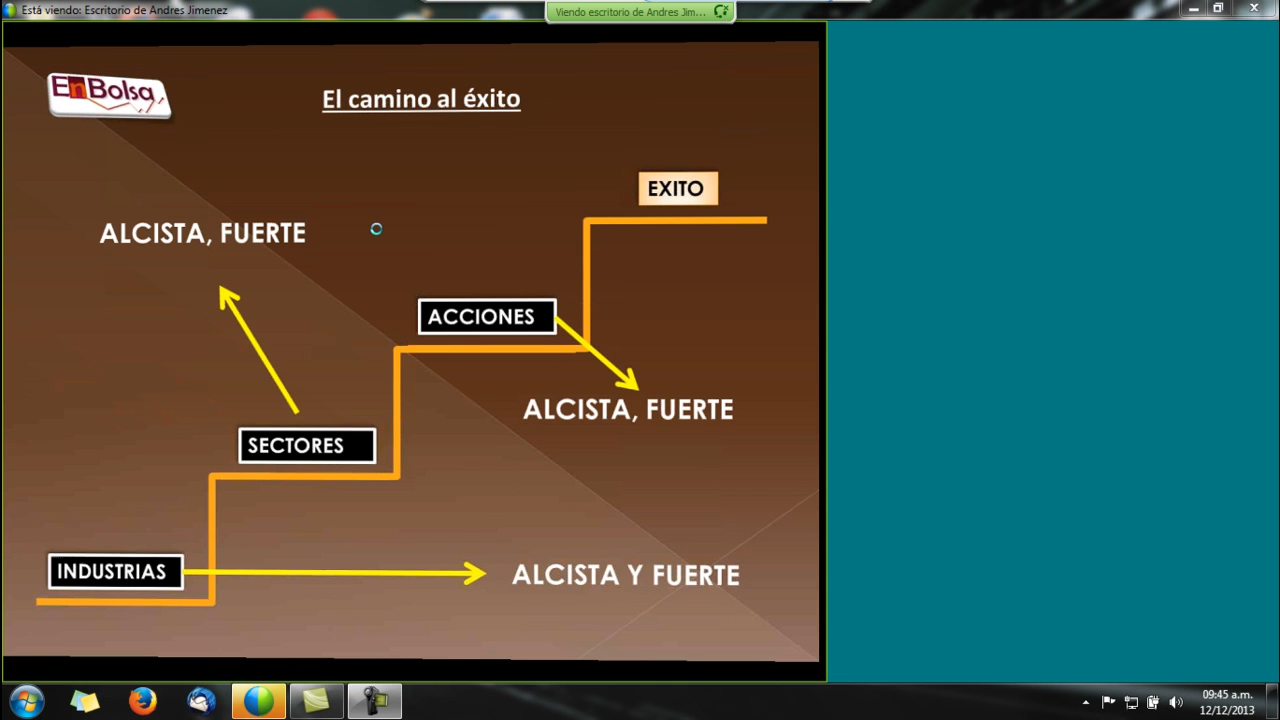 Está viendo: Escritorio de Andres Jimenez
Viendo escritorio de Andres Jim...
EnBolsa
El camino al éxito
EXITO
ALCISTA, FUERTE
ACCIONES
ALCISTA, FUERTE
SECTORES
INDUSTRIAS
ALCISTA Y FUERTE
09:45 a.m.
12/12/2013